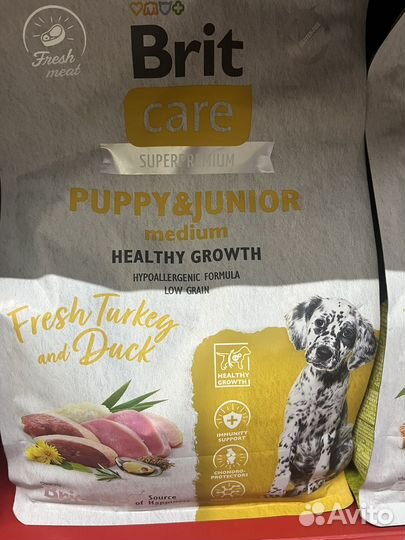 Fresh
meat
Brit
care
SUPERPREMIUM
PUPPY&JUNIOR
medium
HEALTHY GROWTH
HYPOALLERGENIC FORMULA
LOW GRAIN
Fresh Turkey
and Duck
HEALTHY
GROWTH
IMMUNITY
SUPPORT
CHONDRO-
PROTECTORS
Source
of Happiness
Avito